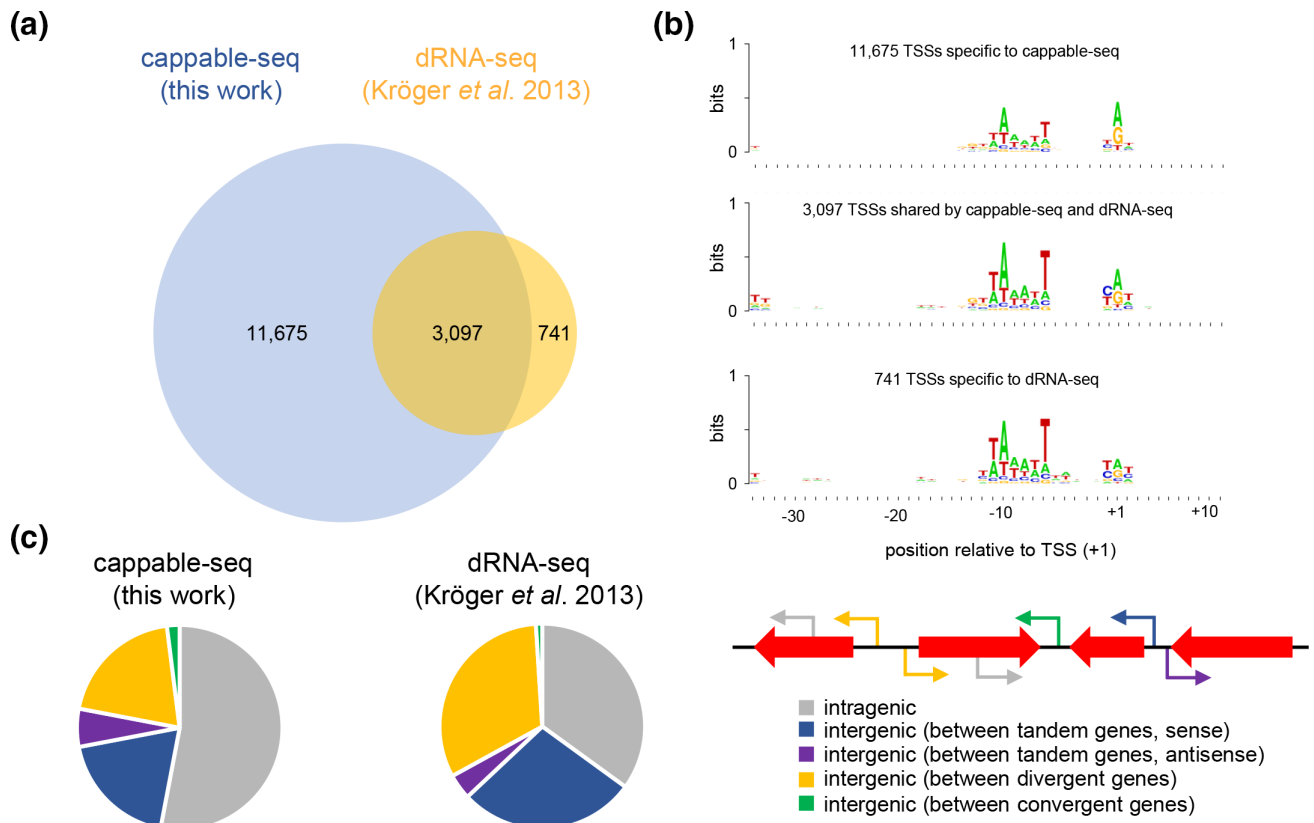 (a)
cappable-seq
(this work)
dRNA-seq
(Kröger et al. 2013)
11,675
3,097
741
(b)
1
bits
0
11,675 TSSs specific to cappable-seq
1
bits
0
3,097 TSSs shared by cappable-seq and dRNA-seq
1
bits
0
741 TSSs specific to dRNA-seq
-30
-20
-10
+1
+10
position relative to TSS (+1)
(c)
cappable-seq
(this work)
dRNA-seq
(Kröger et al. 2013)
intragenic
intergenic (between tandem genes, sense)
intergenic (between tandem genes, antisense)
intergenic (between divergent genes)
intergenic (between convergent genes)